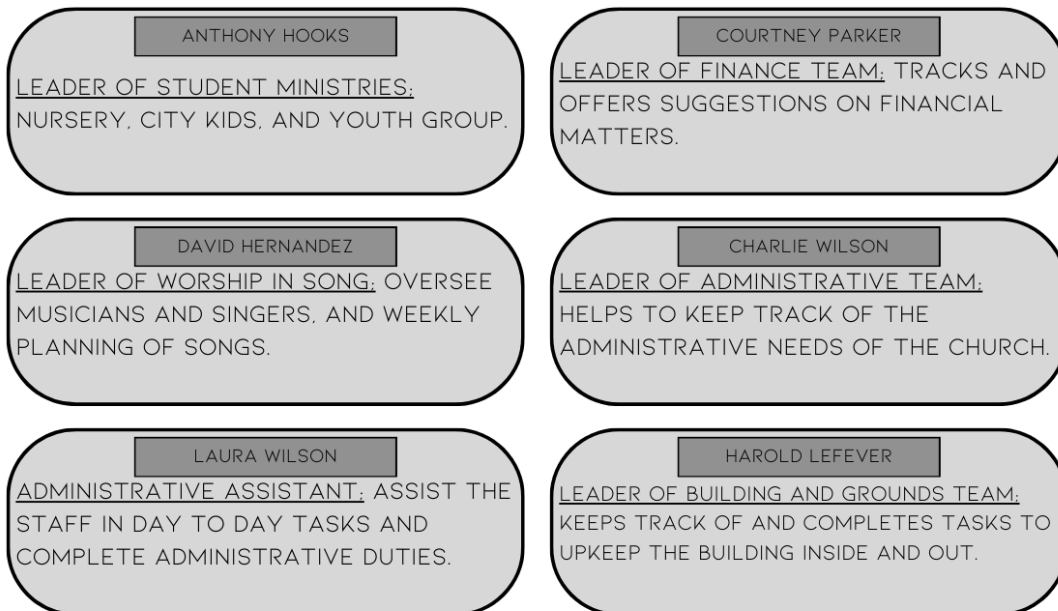 ANTHONY HOOKS
LEADER OF STUDENT MINISTRIES:
NURSERY, CITY KIDS, AND YOUTH GROUP.
COURTNEY PARKER
LEADER OF FINANCE TEAM: TRACKS AND
OFFERS SUGGESTIONS ON FINANCIAL
MATTERS.
DAVID HERNANDEZ
LEADER OF WORSHIP IN SONG: OVERSEE
MUSICIANS AND SINGERS, AND WEEKLY
PLANNING OF SONGS.
CHARLIE WILSON
LEADER OF ADMINISTRATIVE TEAM:
HELPS TO KEEP TRACK OF THE
ADMINISTRATIVE NEEDS OF THE CHURCH.
LAURA WILSON
ADMINISTRATIVE ASSISTANT: ASSIST THE
STAFF IN DAY TO DAY TASKS AND
COMPLETE ADMINISTRATIVE DUTIES.
HAROLD LEFEVER
LEADER OF BUILDING AND GROUNDS TEAM:
KEEPS TRACK OF AND COMPLETES TASKS TO
UPKEEP THE BUILDING INSIDE AND OUT.